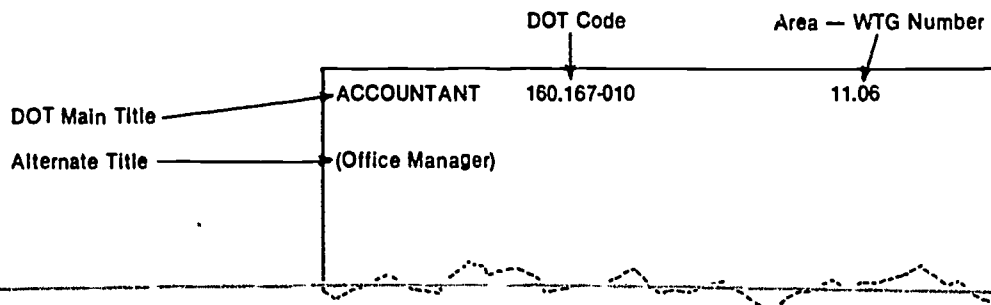 DOT Code Area — WTG Number
ACCOUNTANT 160.167-010 11.06
DOT Main Title
Alternate Title (Office Manager)